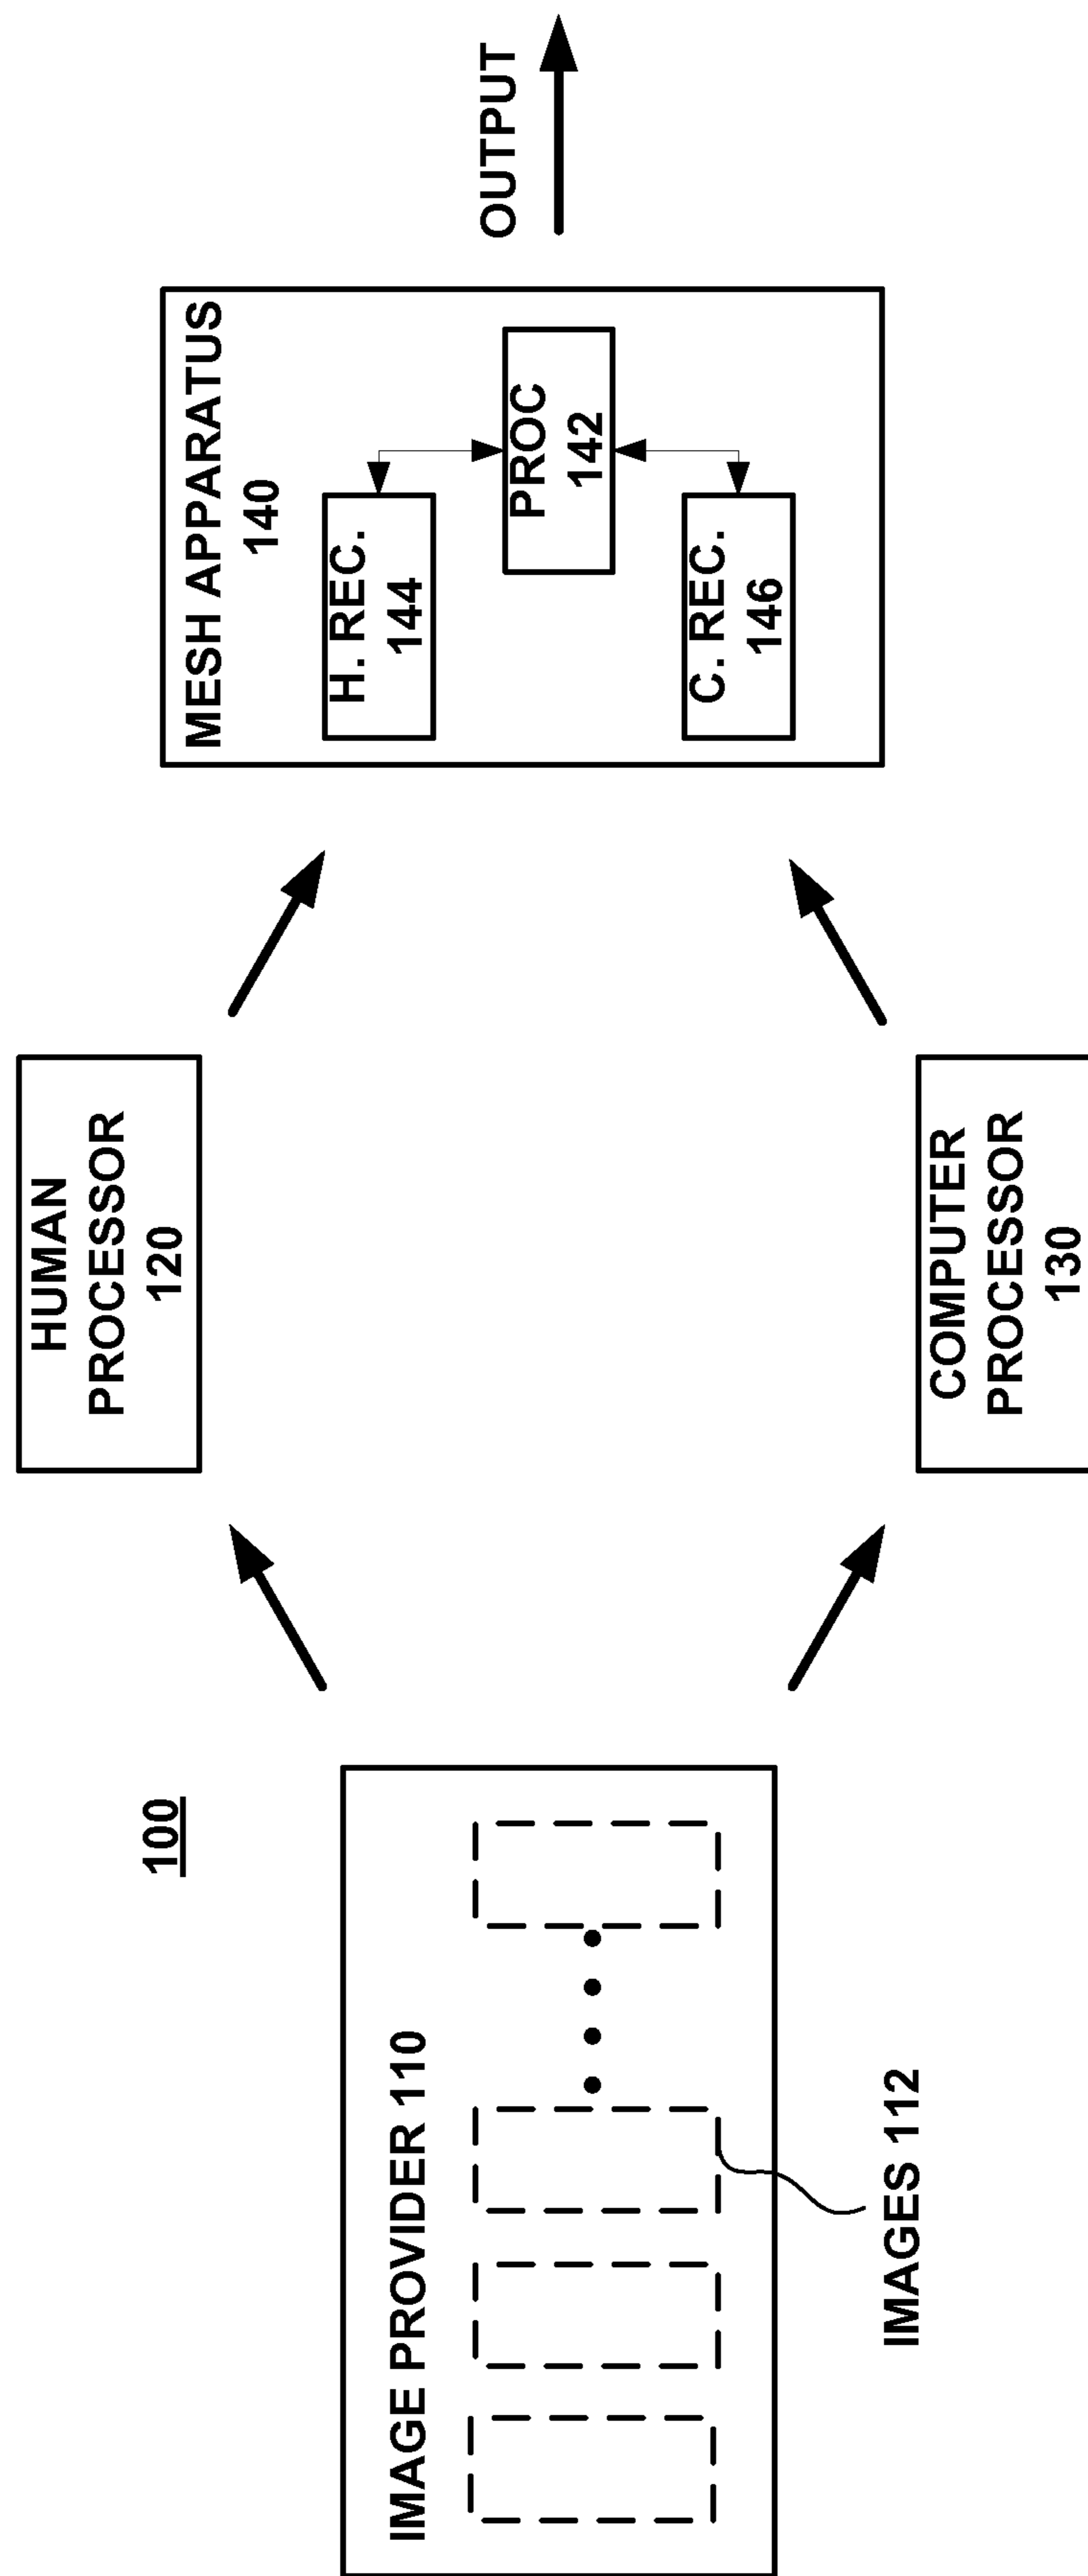 100
IMAGE PROVIDER 110
IMAGES 112
HUMAN
PROCESSOR
120
COMPUTER
PROCESSOR
130
MESH APPARATUS
140
H. REC.
144
PROC
142
C. REC.
146
OUTPUT